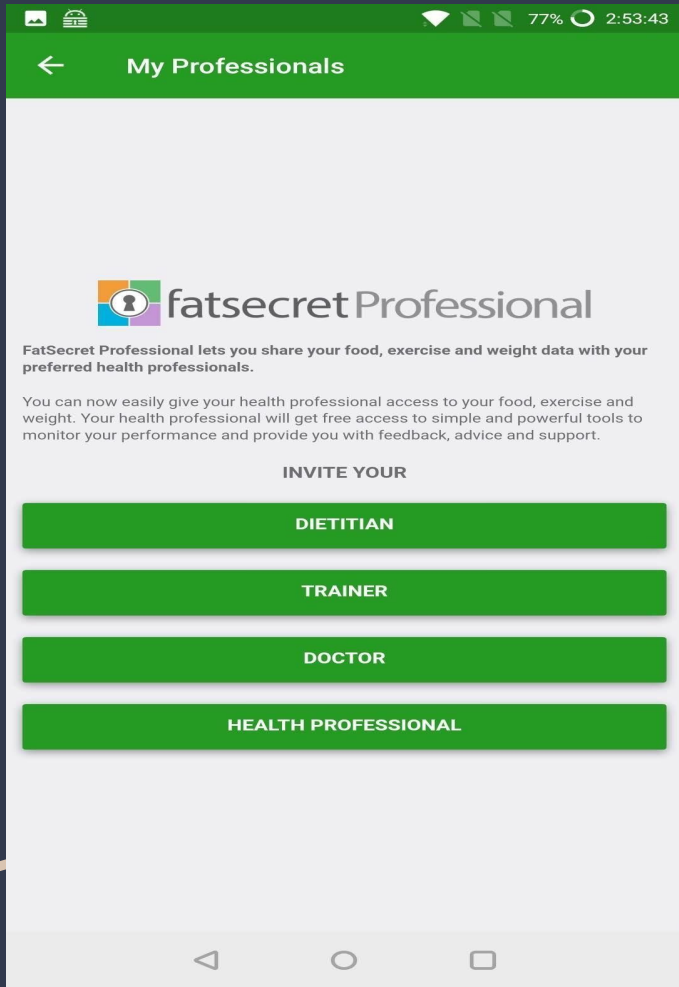 77% 2:53:43
My Professionals
fatsecret Professional
FatSecret Professional lets you share your food, exercise and weight data with your
preferred health professionals.
You can now easily give your health professional access to your food, exercise and
weight. Your health professional will get free access to simple and powerful tools to
monitor your performance and provide you with feedback, advice and support.
INVITE YOUR
DIETITIAN
TRAINER
DOCTOR
HEALTH PROFESSIONAL